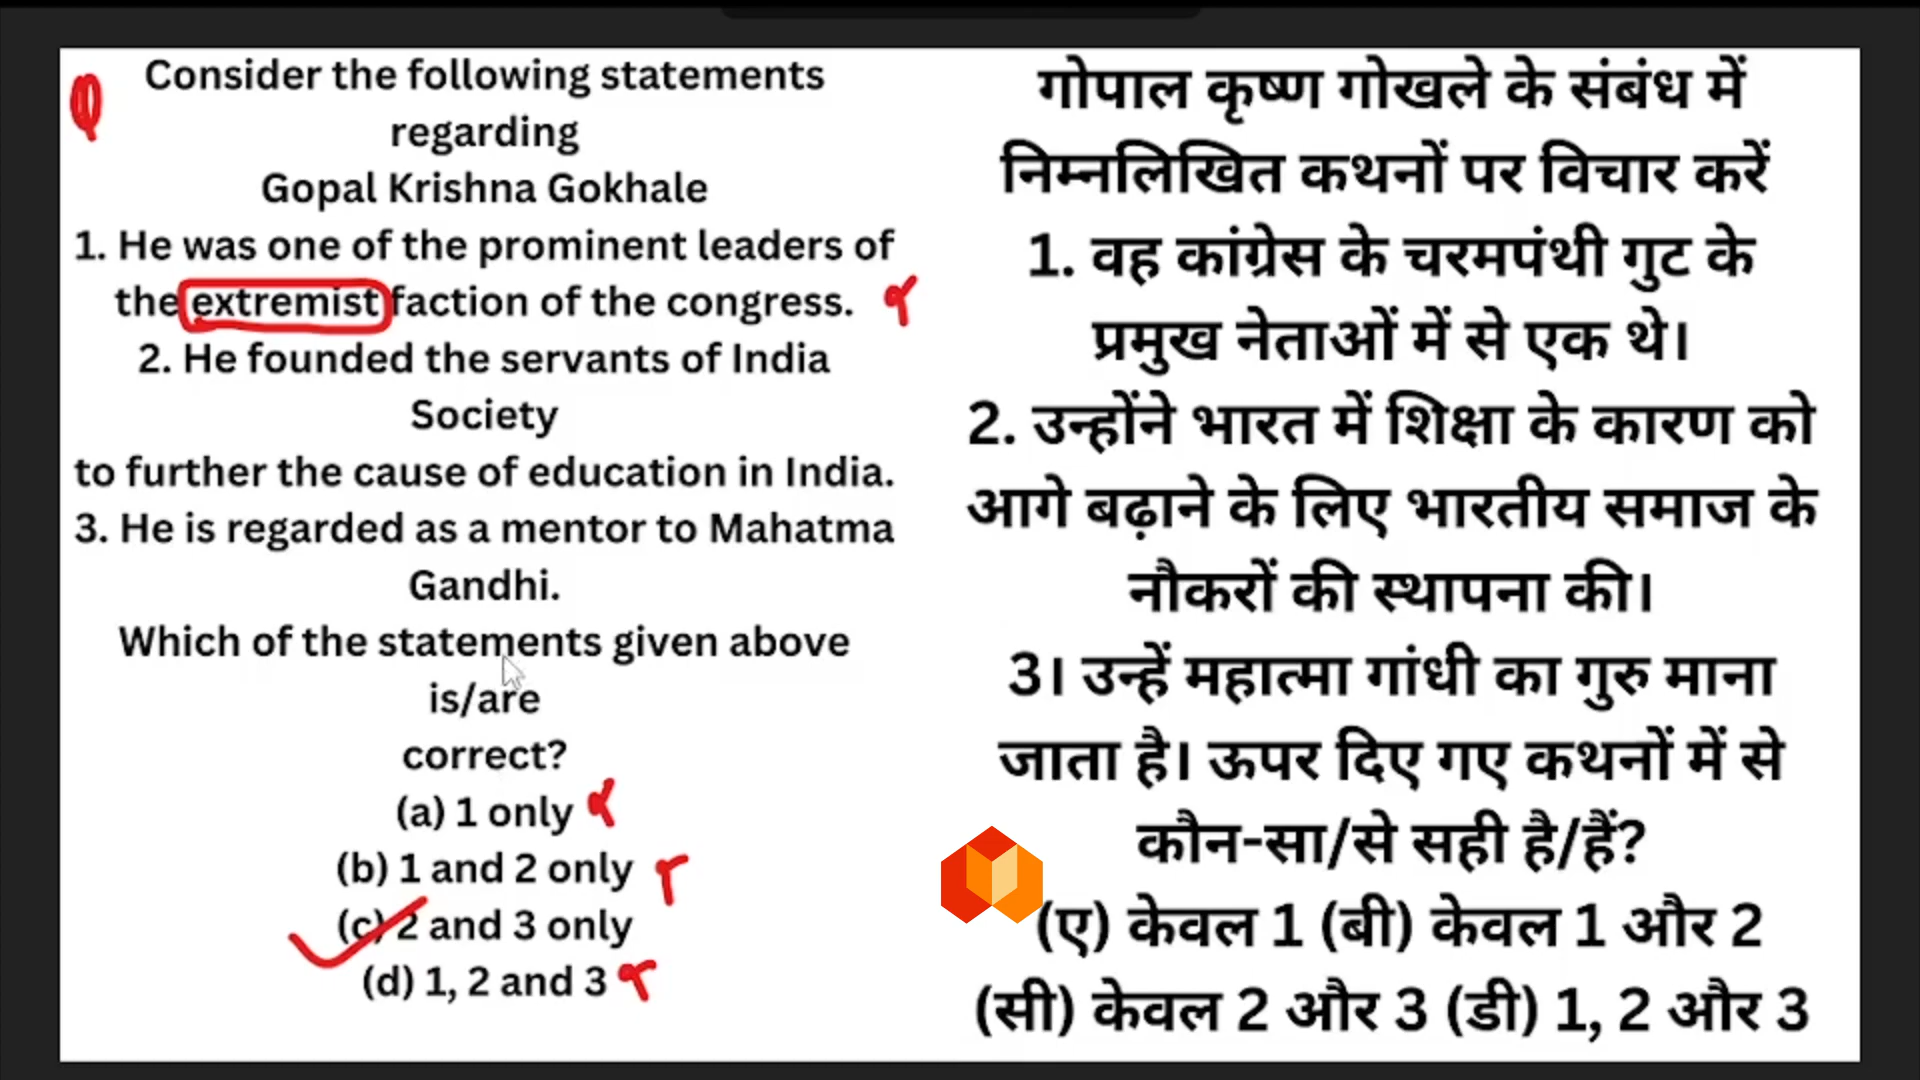 Consider the following statements
regarding
Gopal Krishna Gokhale
1. He was one of the prominent leaders of
the extremist faction of the congress.
2. He founded the servants of India
Society
to further the cause of education in India.
3. He is regarded as a mentor to Mahatma
Gandhi.
Which of the statements given above
is/are
correct?
(a) 1 only
(b) 1 and 2 only
(c) 2 and 3 only
(d) 1, 2 and 3
गोपाल कृष्ण गोखले के संबंध में
निम्नलिखित कथनों पर विचार करें
1. वह कांग्रेस के चरमपंथी गुट के
प्रमुख नेताओं में से एक थे।
2. उन्होंने भारत में शिक्षा के कारण को
आगे बढ़ाने के लिए भारतीय समाज के
नौकरों की स्थापना की।
3। उन्हें महात्मा गांधी का गुरु माना
जाता है। ऊपर दिए गए कथनों में से
कौन-सा/से सही है/हैं?
(ए) केवल 1 (बी) केवल 1 और 2
(सी) केवल 2 और 3 (डी) 1, 2 और 3